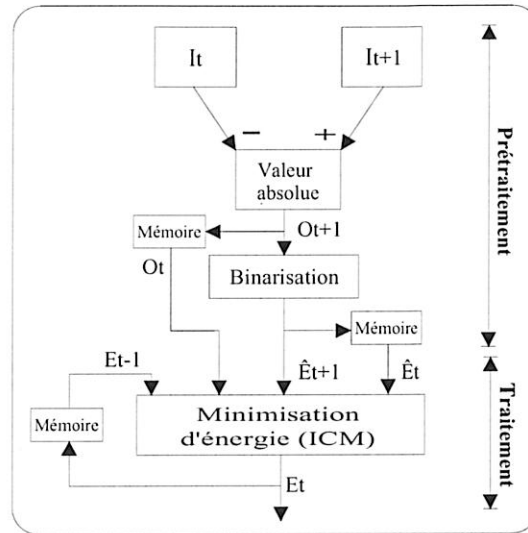 It
It+1
−
+
Valeur
absolue
Prétraitement
Mémoire
Ot+1
Ot
Binarisation
Mémoire
Et-1
Êt+1
Êt
Mémoire
Minimisation
d'énergie (ICM)
Traitement
Et